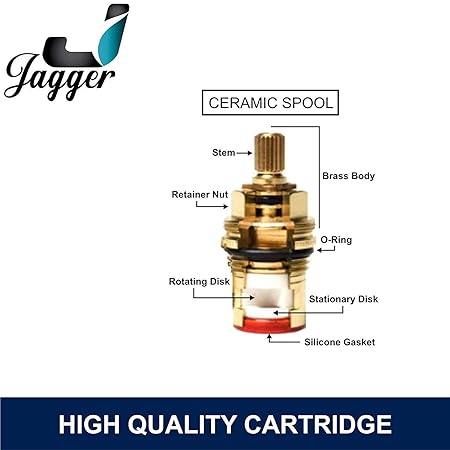 Jagger
CERAMIC SPOOL
Stem
Brass Body
Retainer Nut
O-Ring
Rotating Disk
Stationary Disk
Silicone Gasket
HIGH QUALITY CARTRIDGE